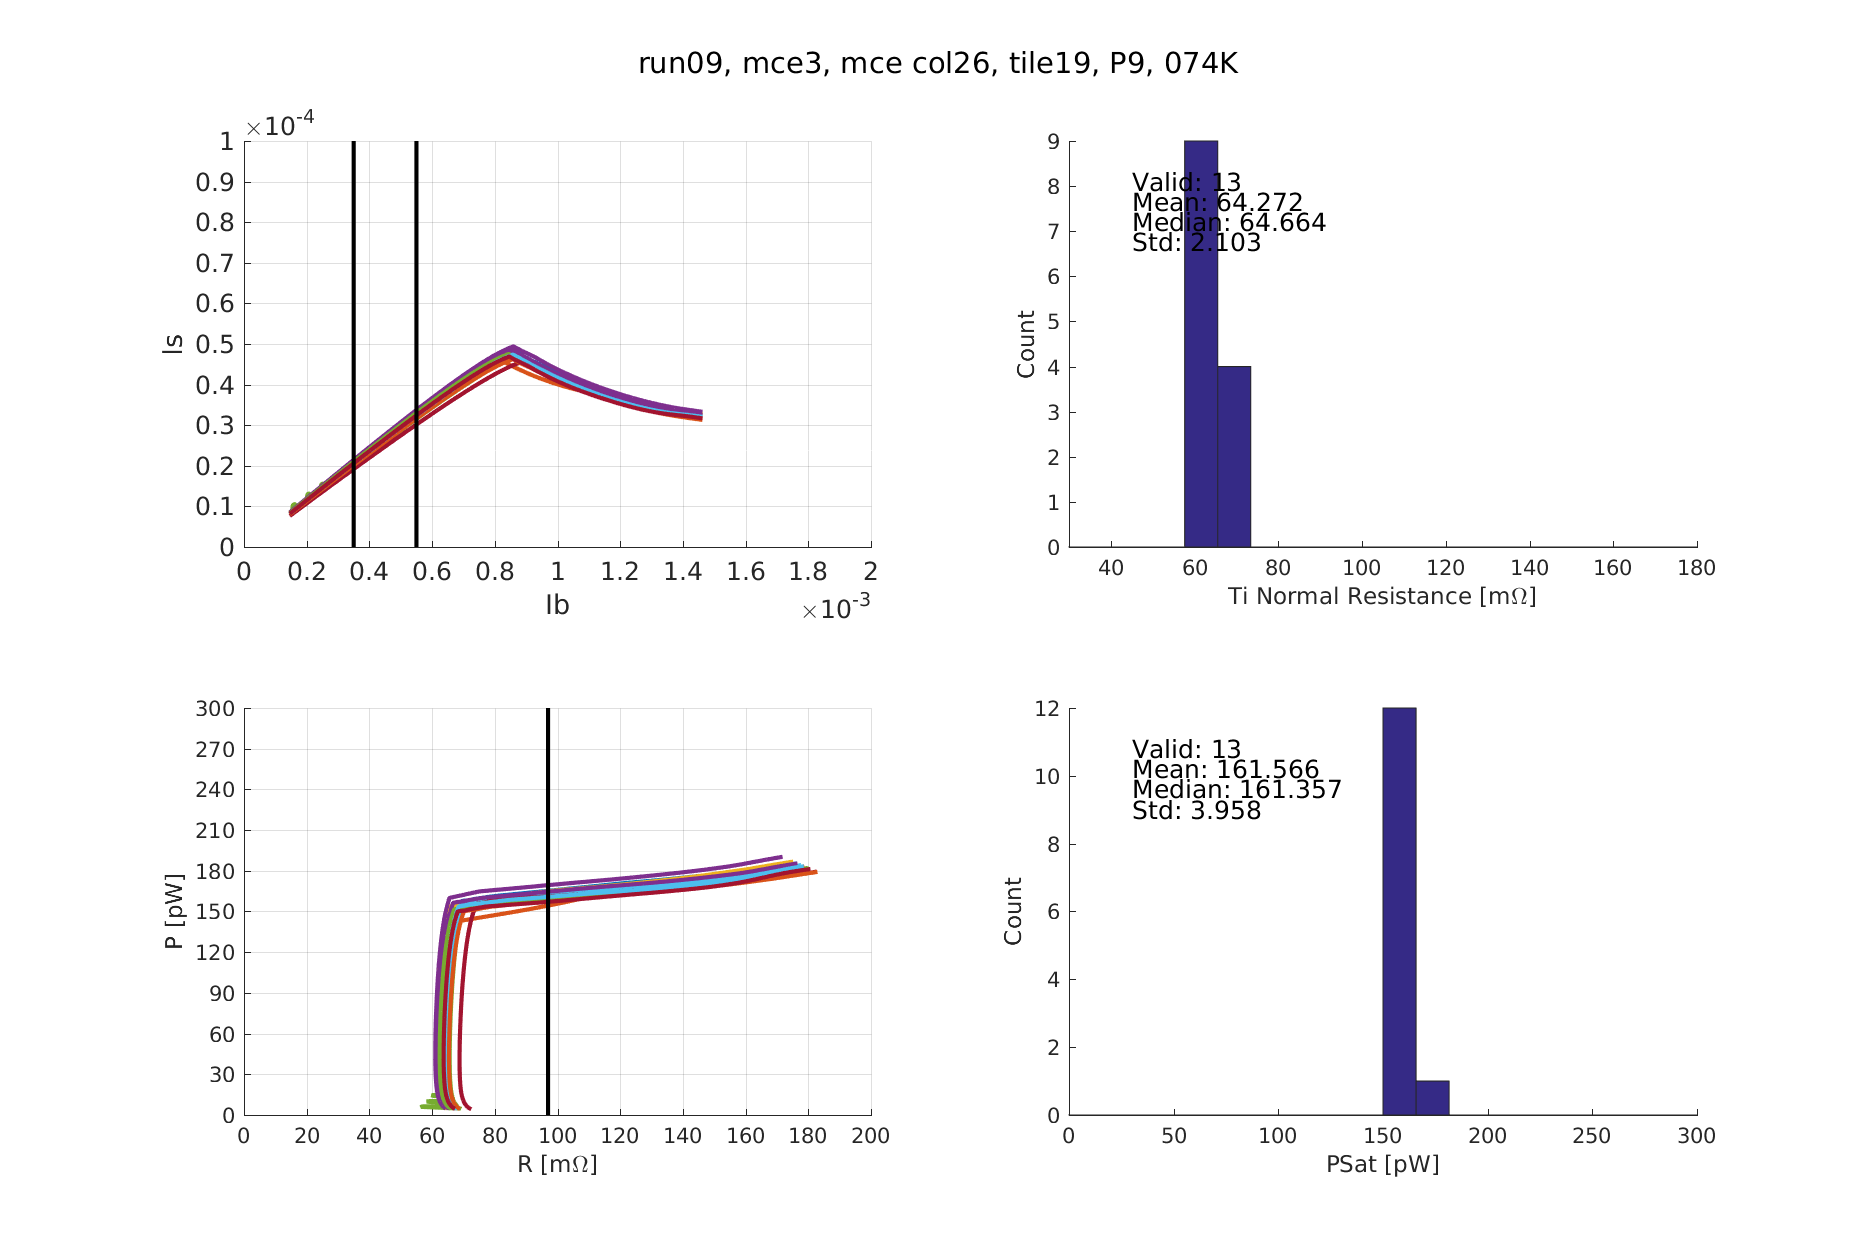 run09, mce3, mce col26, tile19, P9, 074K
×10-4
1
0.9
0.8
0.7
0.6
0.5
0.4
0.3
0.2
0.1
0
Is
0 0.2 0.4 0.6 0.8 1 1.2 1.4 1.6 1.8 2
Ib
×10-3
9
8
7
6
5
4
3
2
1
0
Count
Valid: 13
Mean: 64.272
Median: 64.664
Std: 2.103
40 60 80 100 120 140 160 180
Ti Normal Resistance [mΩ]
300
270
240
210
180
150
120
90
60
30
0
P [pW]
0 20 40 60 80 100 120 140 160 180 200
R [mΩ]
12
10
8
6
4
2
0
Count
Valid: 13
Mean: 161.566
Median: 161.357
Std: 3.958
0 50 100 150 200 250 300
PSat [pW]